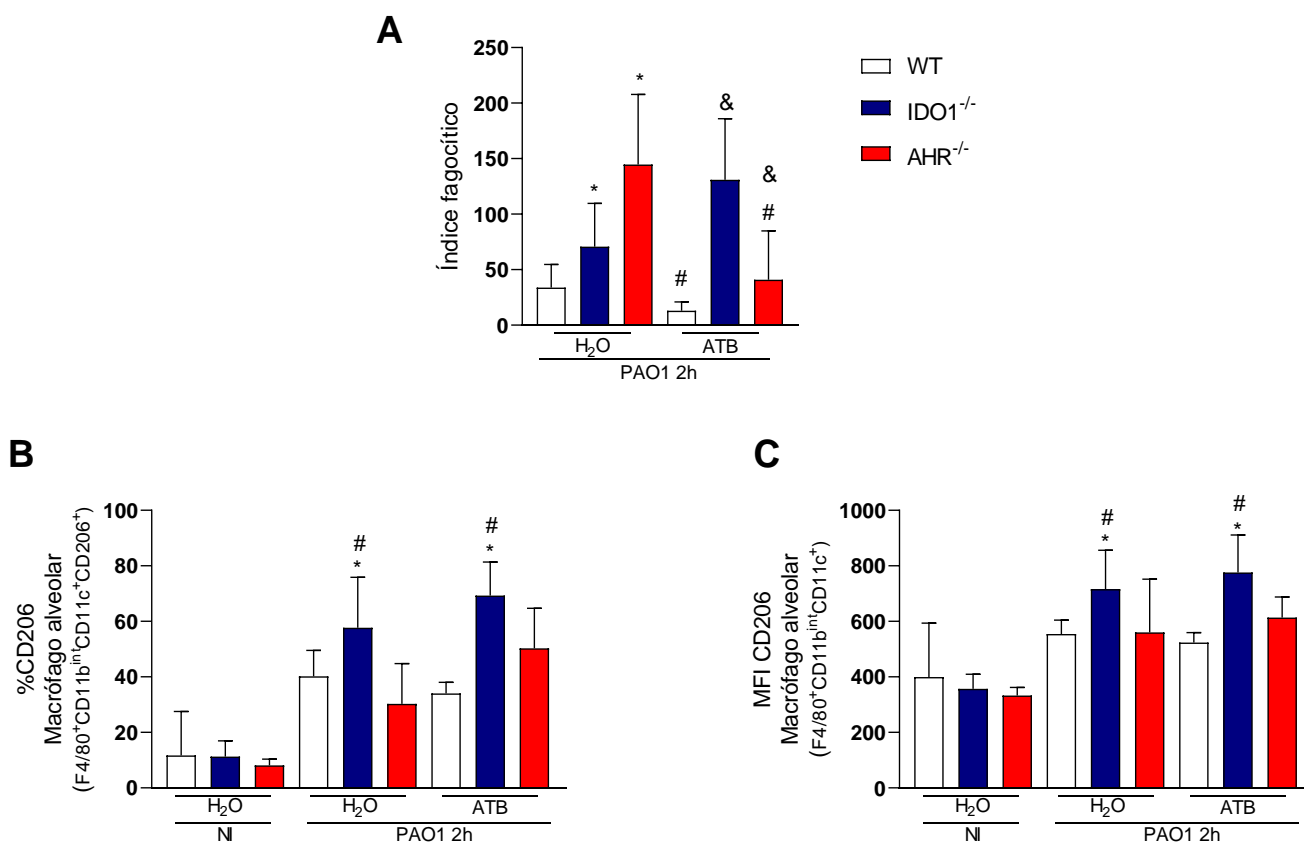 A
250
200
150
100
50
0
Índice fagocítico
*
*
#
&
&
#
H₂O
ATB
PAO1 2h
WT
IDO1⁻/⁻
AHR⁻/⁻
B
100
80
60
40
20
0
%CD206
Macrófago alveolar
(F4/80⁺CD11bⁱⁿᵗCD11c⁺CD206⁺)
#
*
#
*
H₂O
H₂O
ATB
NI
PAO1 2h
C
1000
800
600
400
200
0
MFI CD206
Macrófago alveolar
(F4/80⁺CD11bⁱⁿᵗCD11c⁺)
#
*
#
*
H₂O
H₂O
ATB
NI
PAO1 2h